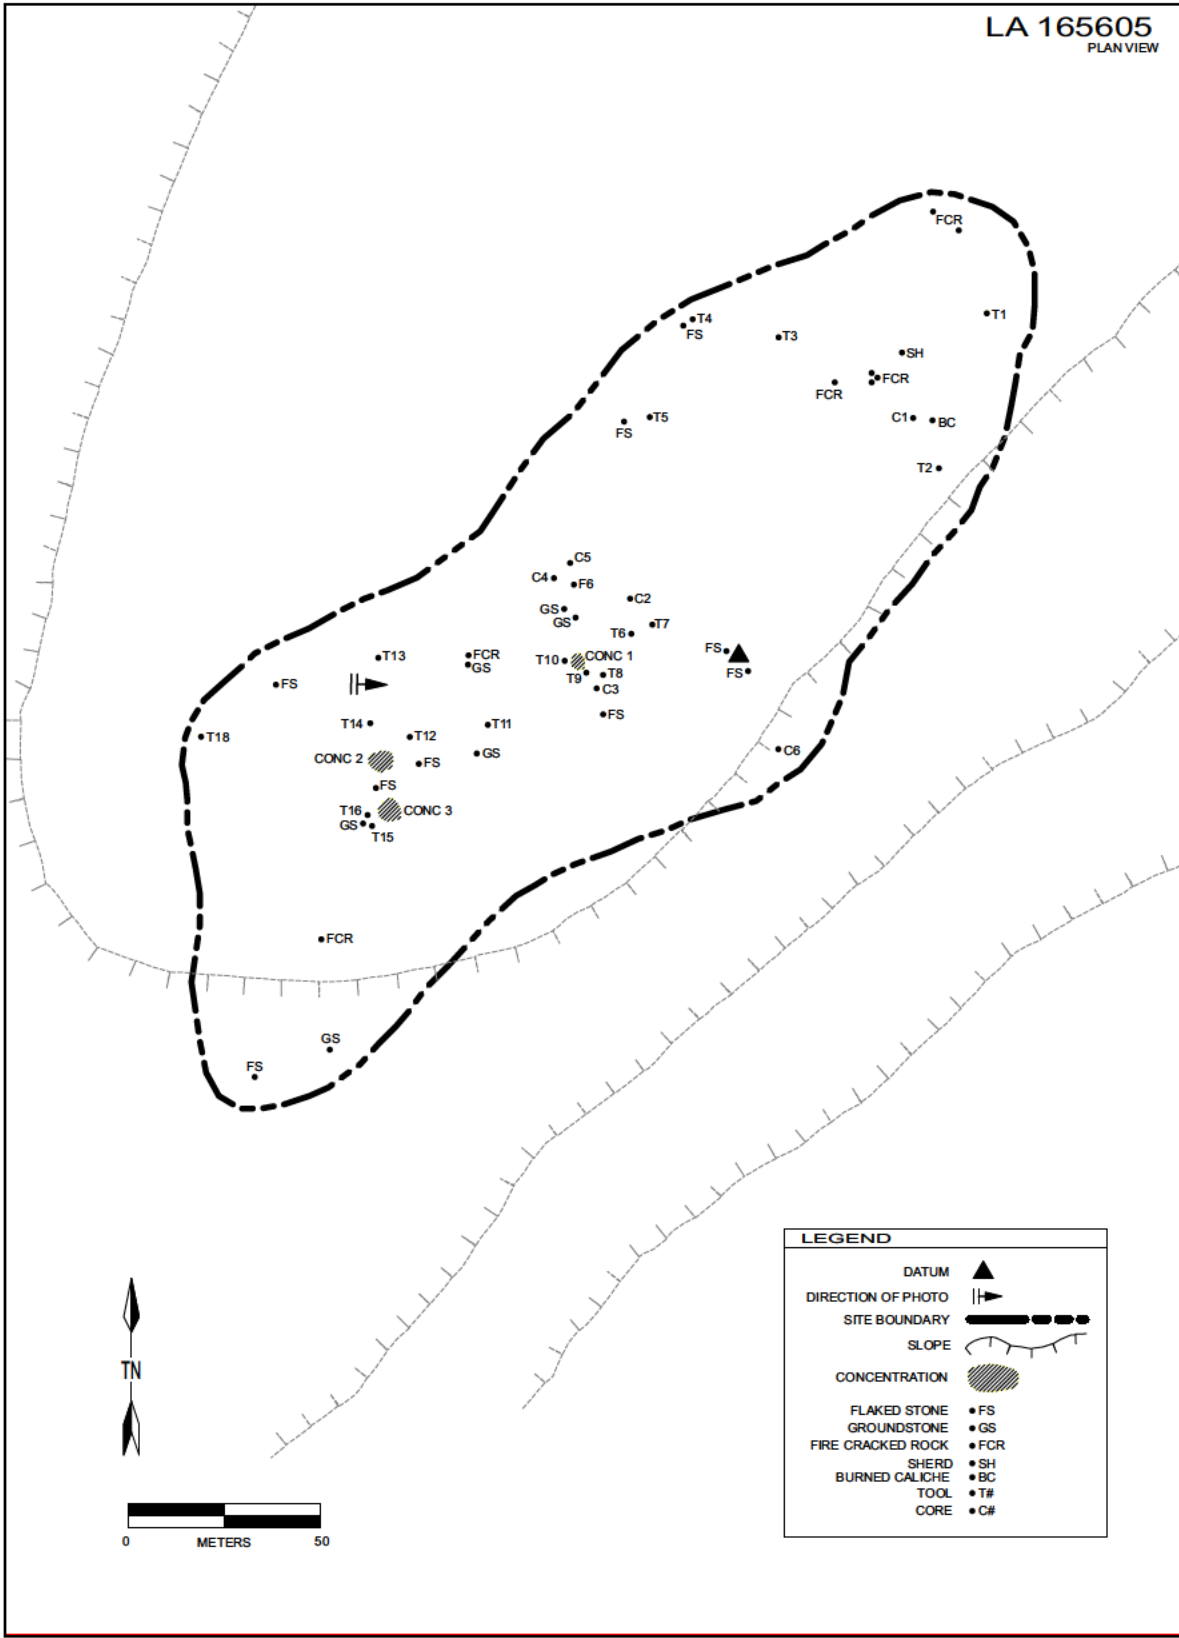 LA 165605
PLAN VIEW
FCR
T1
T4
FS
T3
SH
FCR
FCR
T5
FS
C1
BC
T2
C5
C4
F6
C2
GS
GS
T7
T6
FS
CONC 1
T10
FCR
GS
T13
T9
T8
FS
C3
FS
FS
T14
T11
T18
T12
C6
GS
CONC 2
FS
FS
T16
CONC 3
GS
T15
FCR
GS
FS
LEGEND
DATUM
DIRECTION OF PHOTO
SITE BOUNDARY
SLOPE
CONCENTRATION
FLAKED STONE • FS
GROUNDSTONE • GS
FIRE CRACKED ROCK • FCR
SHERD • SH
BURNED CALICHE • BC
TOOL • T#
CORE • C#
TN
0 METERS 50